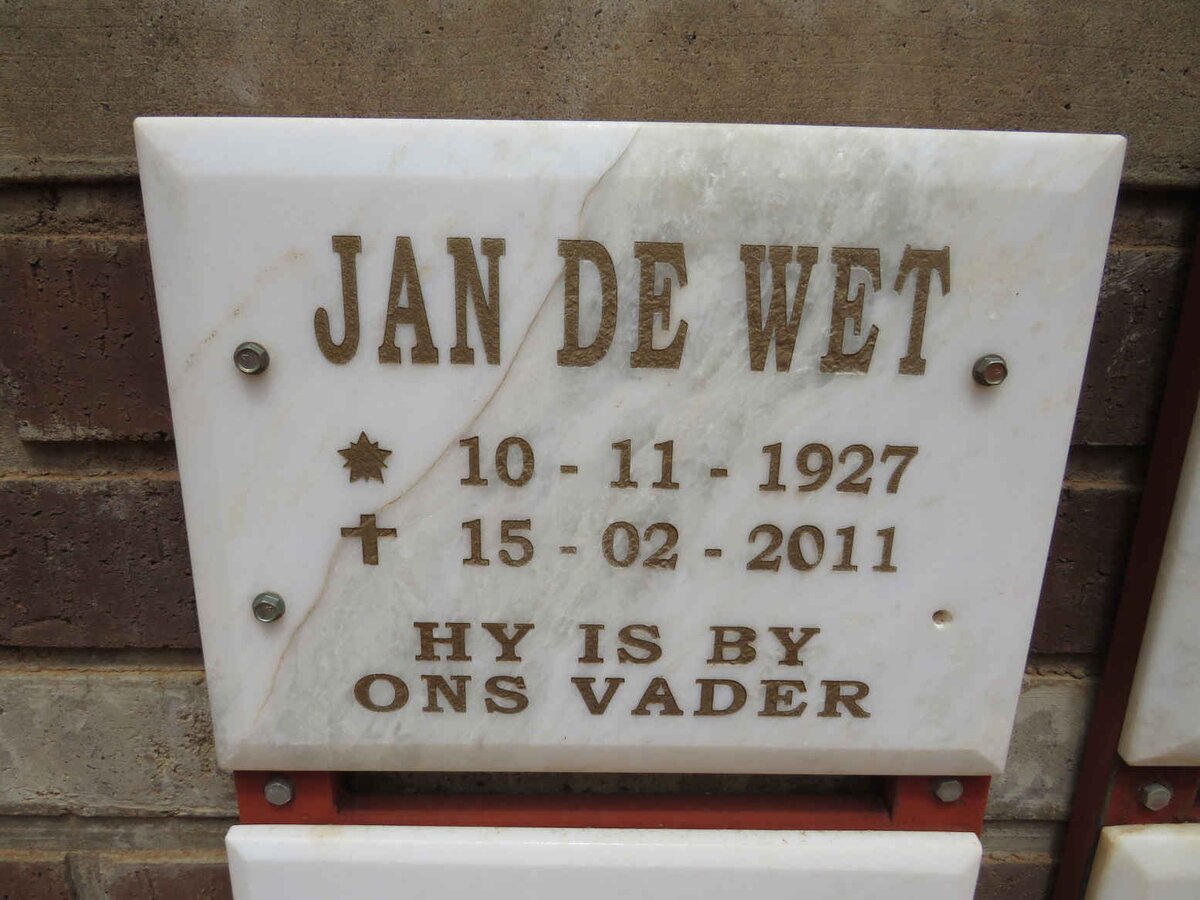 JAN DE WET
10 - 11 - 1927
15 - 02 - 2011
HY IS BY
ONS VADER